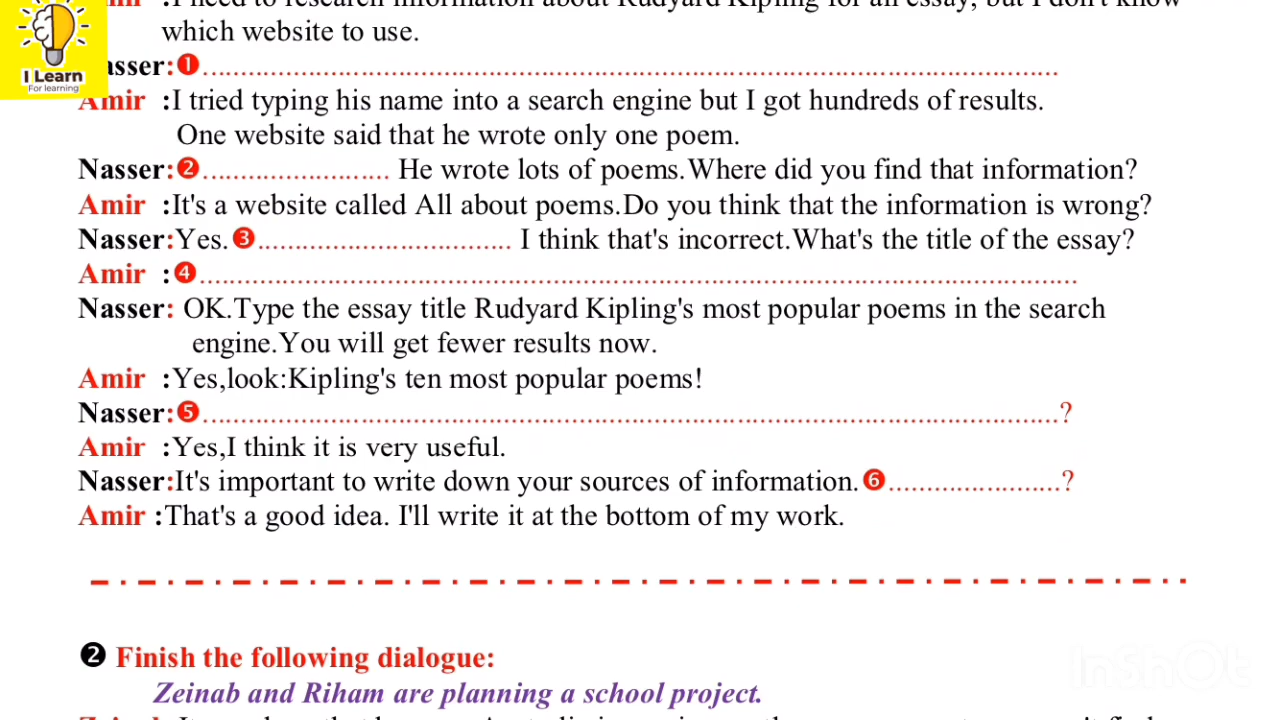 :I need to research information about Rudyard Kipling for an essay, but I don't know
which website to use.
I Learn
For learning
asser:❶..........................................................................................................
Amir :I tried typing his name into a search engine but I got hundreds of results.
One website said that he wrote only one poem.
Nasser:❷........................ He wrote lots of poems.Where did you find that information?
Amir :It's a website called All about poems.Do you think that the information is wrong?
Nasser:Yes.❸................................ I think that's incorrect.What's the title of the essay?
Amir :❹..........................................................................................................
Nasser: OK.Type the essay title Rudyard Kipling's most popular poems in the search
engine.You will get fewer results now.
Amir :Yes,look:Kipling's ten most popular poems!
Nasser:❺..........................................................................................................?
Amir :Yes,I think it is very useful.
Nasser:It's important to write down your sources of information.❻......................?
Amir :That's a good idea. I'll write it at the bottom of my work.
❷ Finish the following dialogue:
Zeinab and Riham are planning a school project.
InShOt